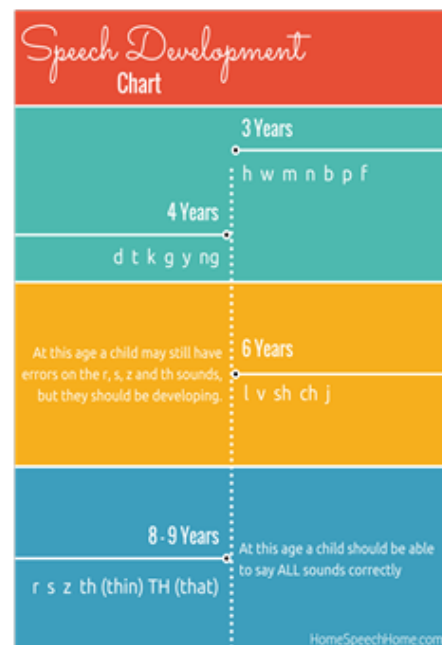 Speech Development
Chart
3 Years
h w m n b p f
4 Years
d t k g y ng
At this age a child may still have
errors on the r, s, z and th sounds,
but they should be developing.
6 Years
l v sh ch j
8 - 9 Years
r s z th (thin) TH (that)
At this age a child should be able
to say ALL sounds correctly
HomeSpeechHome.com